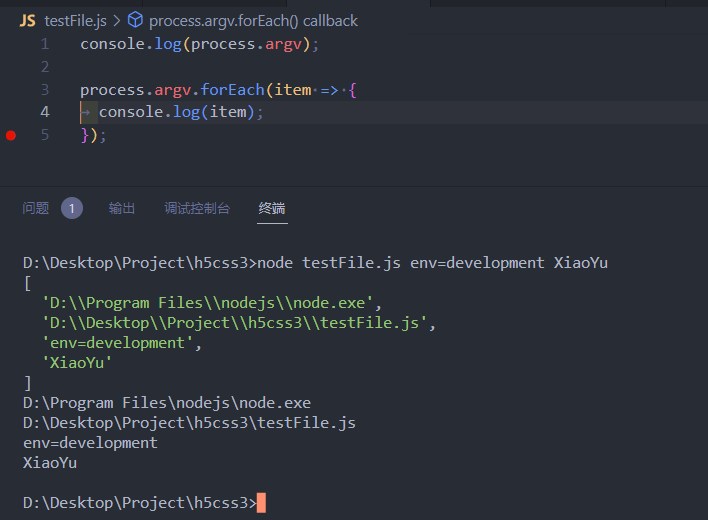 JS testFile.js > process.argv.forEach() callback
1 console.log(process.argv);
2
3 process.argv.forEach(item => {
4 console.log(item);
5 });
问题 1 输出 调试控制台 终端
D:\Desktop\Project\h5css3>node testFile.js env=development XiaoYu
[
  'D:\\Program Files\\nodejs\\node.exe',
  'D:\\Desktop\\Project\\h5css3\\testFile.js',
  'env=development',
  'XiaoYu'
]
D:\Program Files\nodejs\node.exe
D:\Desktop\Project\h5css3\testFile.js
env=development
XiaoYu
D:\Desktop\Project\h5css3>